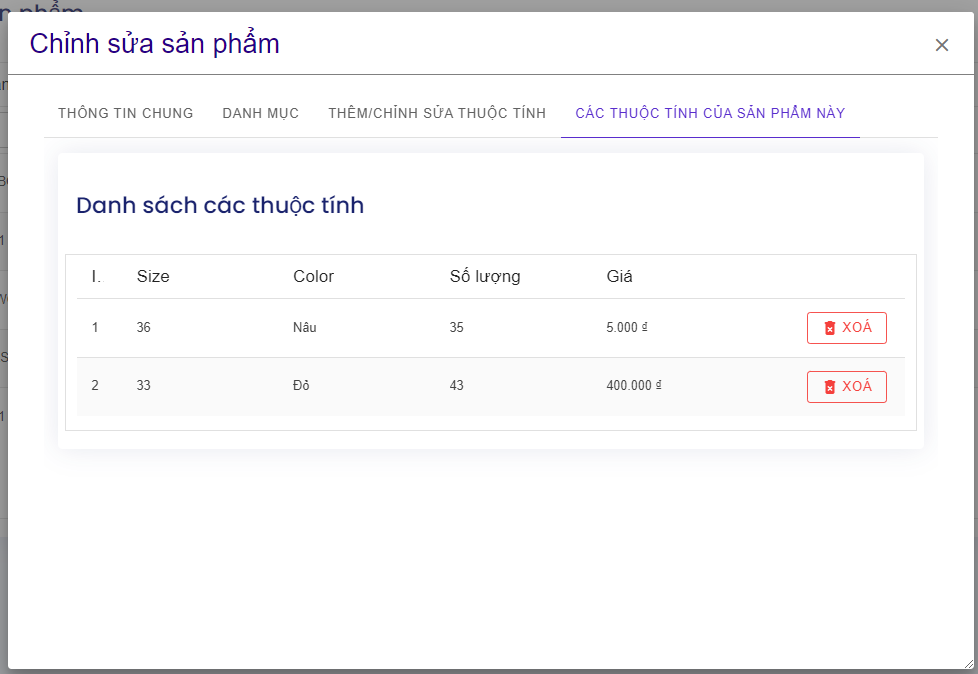 n phẩm
Chỉnh sửa sản phẩm
THÔNG TIN CHUNG DANH MỤC THÊM/CHỈNH SỬA THUỘC TÍNH CÁC THUỘC TÍNH CỦA SẢN PHẨM NÀY
Danh sách các thuộc tính
I. Size Color Số lượng Giá
1 36 Nâu 35 5.000 ₫ XOÁ
2 33 Đỏ 43 400.000 ₫ XOÁ